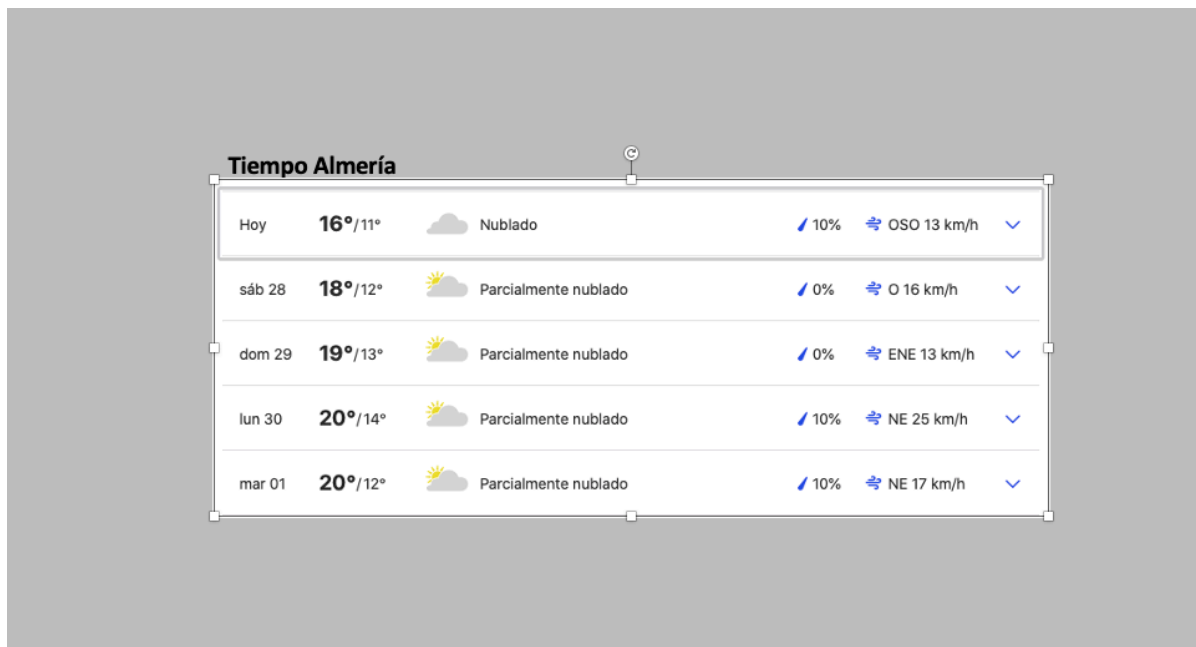 Tiempo Almería
Hoy 16°/11° Nublado 10% OSO 13 km/h
sáb 28 18°/12° Parcialmente nublado 0% O 16 km/h
dom 29 19°/13° Parcialmente nublado 0% ENE 13 km/h
lun 30 20°/14° Parcialmente nublado 10% NE 25 km/h
mar 01 20°/12° Parcialmente nublado 10% NE 17 km/h